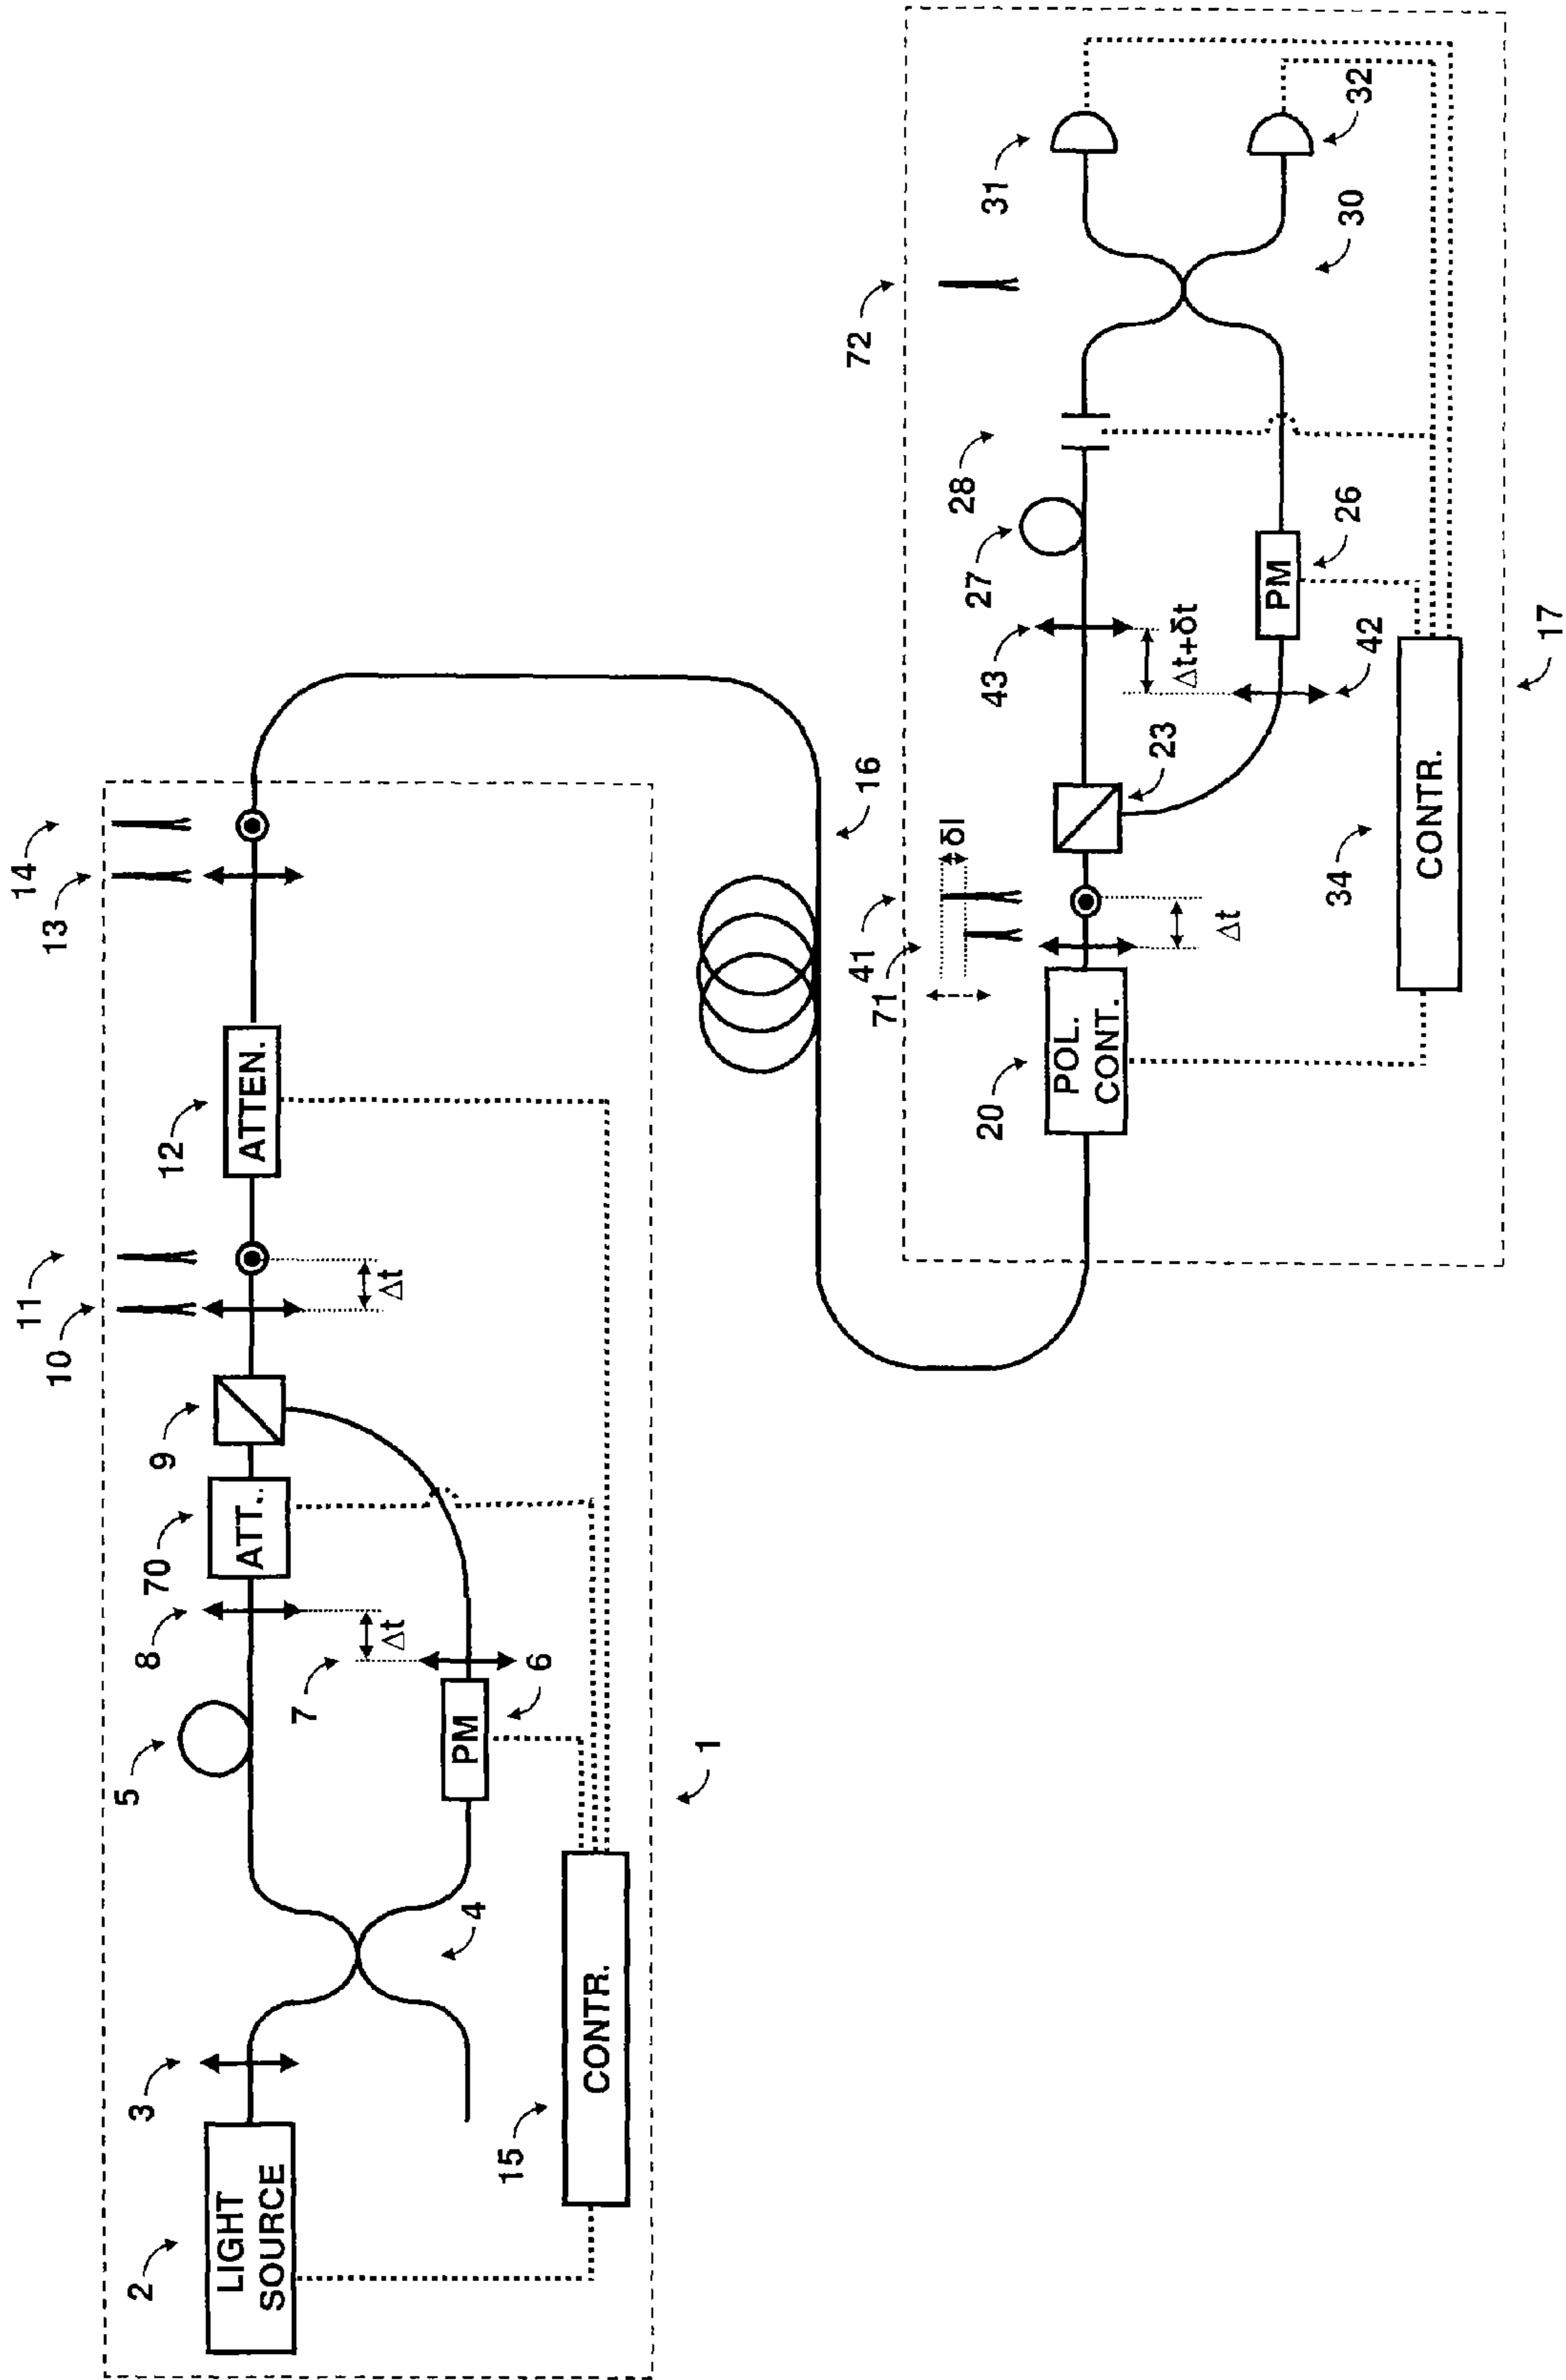 LIGHT
SOURCE
2
3
4
5
PM
6
7
8
Δt
ATT.
70
9
10
11
Δt
ATTEN.
12
13
14
CONTR.
15
1
16
POL.
CONT.
20
71
41
δI
Δt
23
43
42
Δt+δt
27
28
PM
26
72
30
31
32
CONTR.
34
17